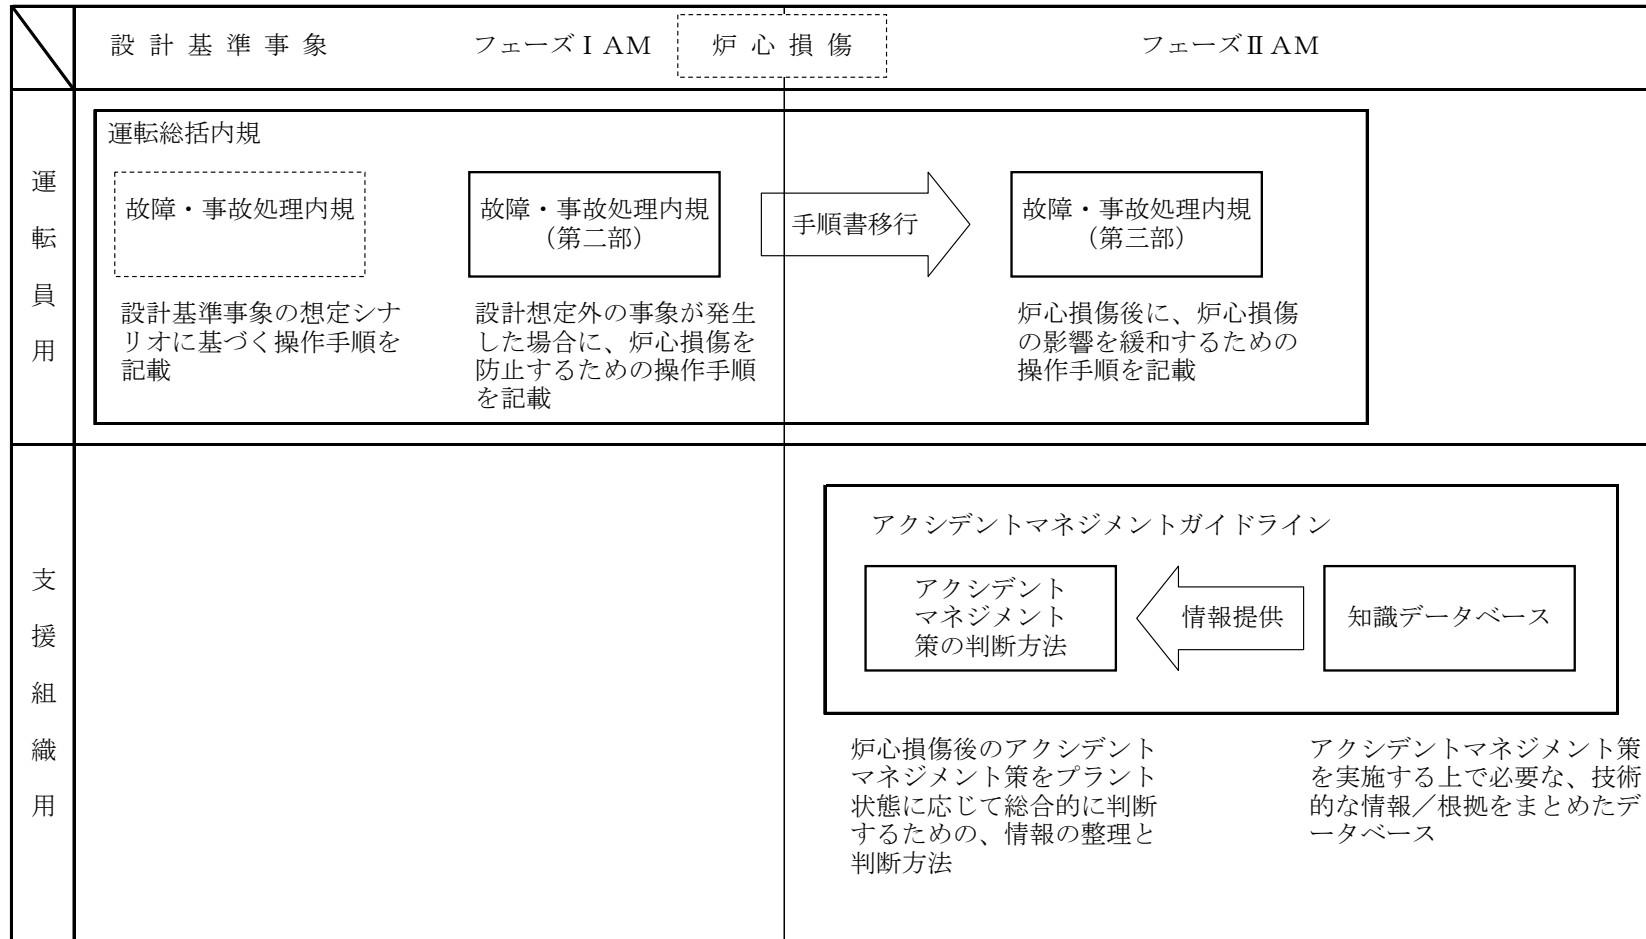 設計基準事象
フェーズⅠAM
炉心損傷
フェーズⅡAM
運転員用
運転総括内規
故障・事故処理内規
設計基準事象の想定シナ
リオに基づく操作手順を
記載
故障・事故処理内規
(第二部)
設計想定外の事象が発生
した場合に、炉心損傷を
防止するための操作手順
を記載
手順書移行
故障・事故処理内規
(第三部)
炉心損傷後に、炉心損傷
の影響を緩和するための
操作手順を記載
支援組織用
アクシデントマネジメントガイドライン
アクシデント
マネジメント
策の判断方法
情報提供
知識データベース
炉心損傷後のアクシデント
マネジメント策をプラント
状態に応じて総合的に判断
するための、情報の整理と
判断方法
アクシデントマネジメント策
を実施する上で必要な、技術
的な情報／根拠をまとめたデ
ータベース